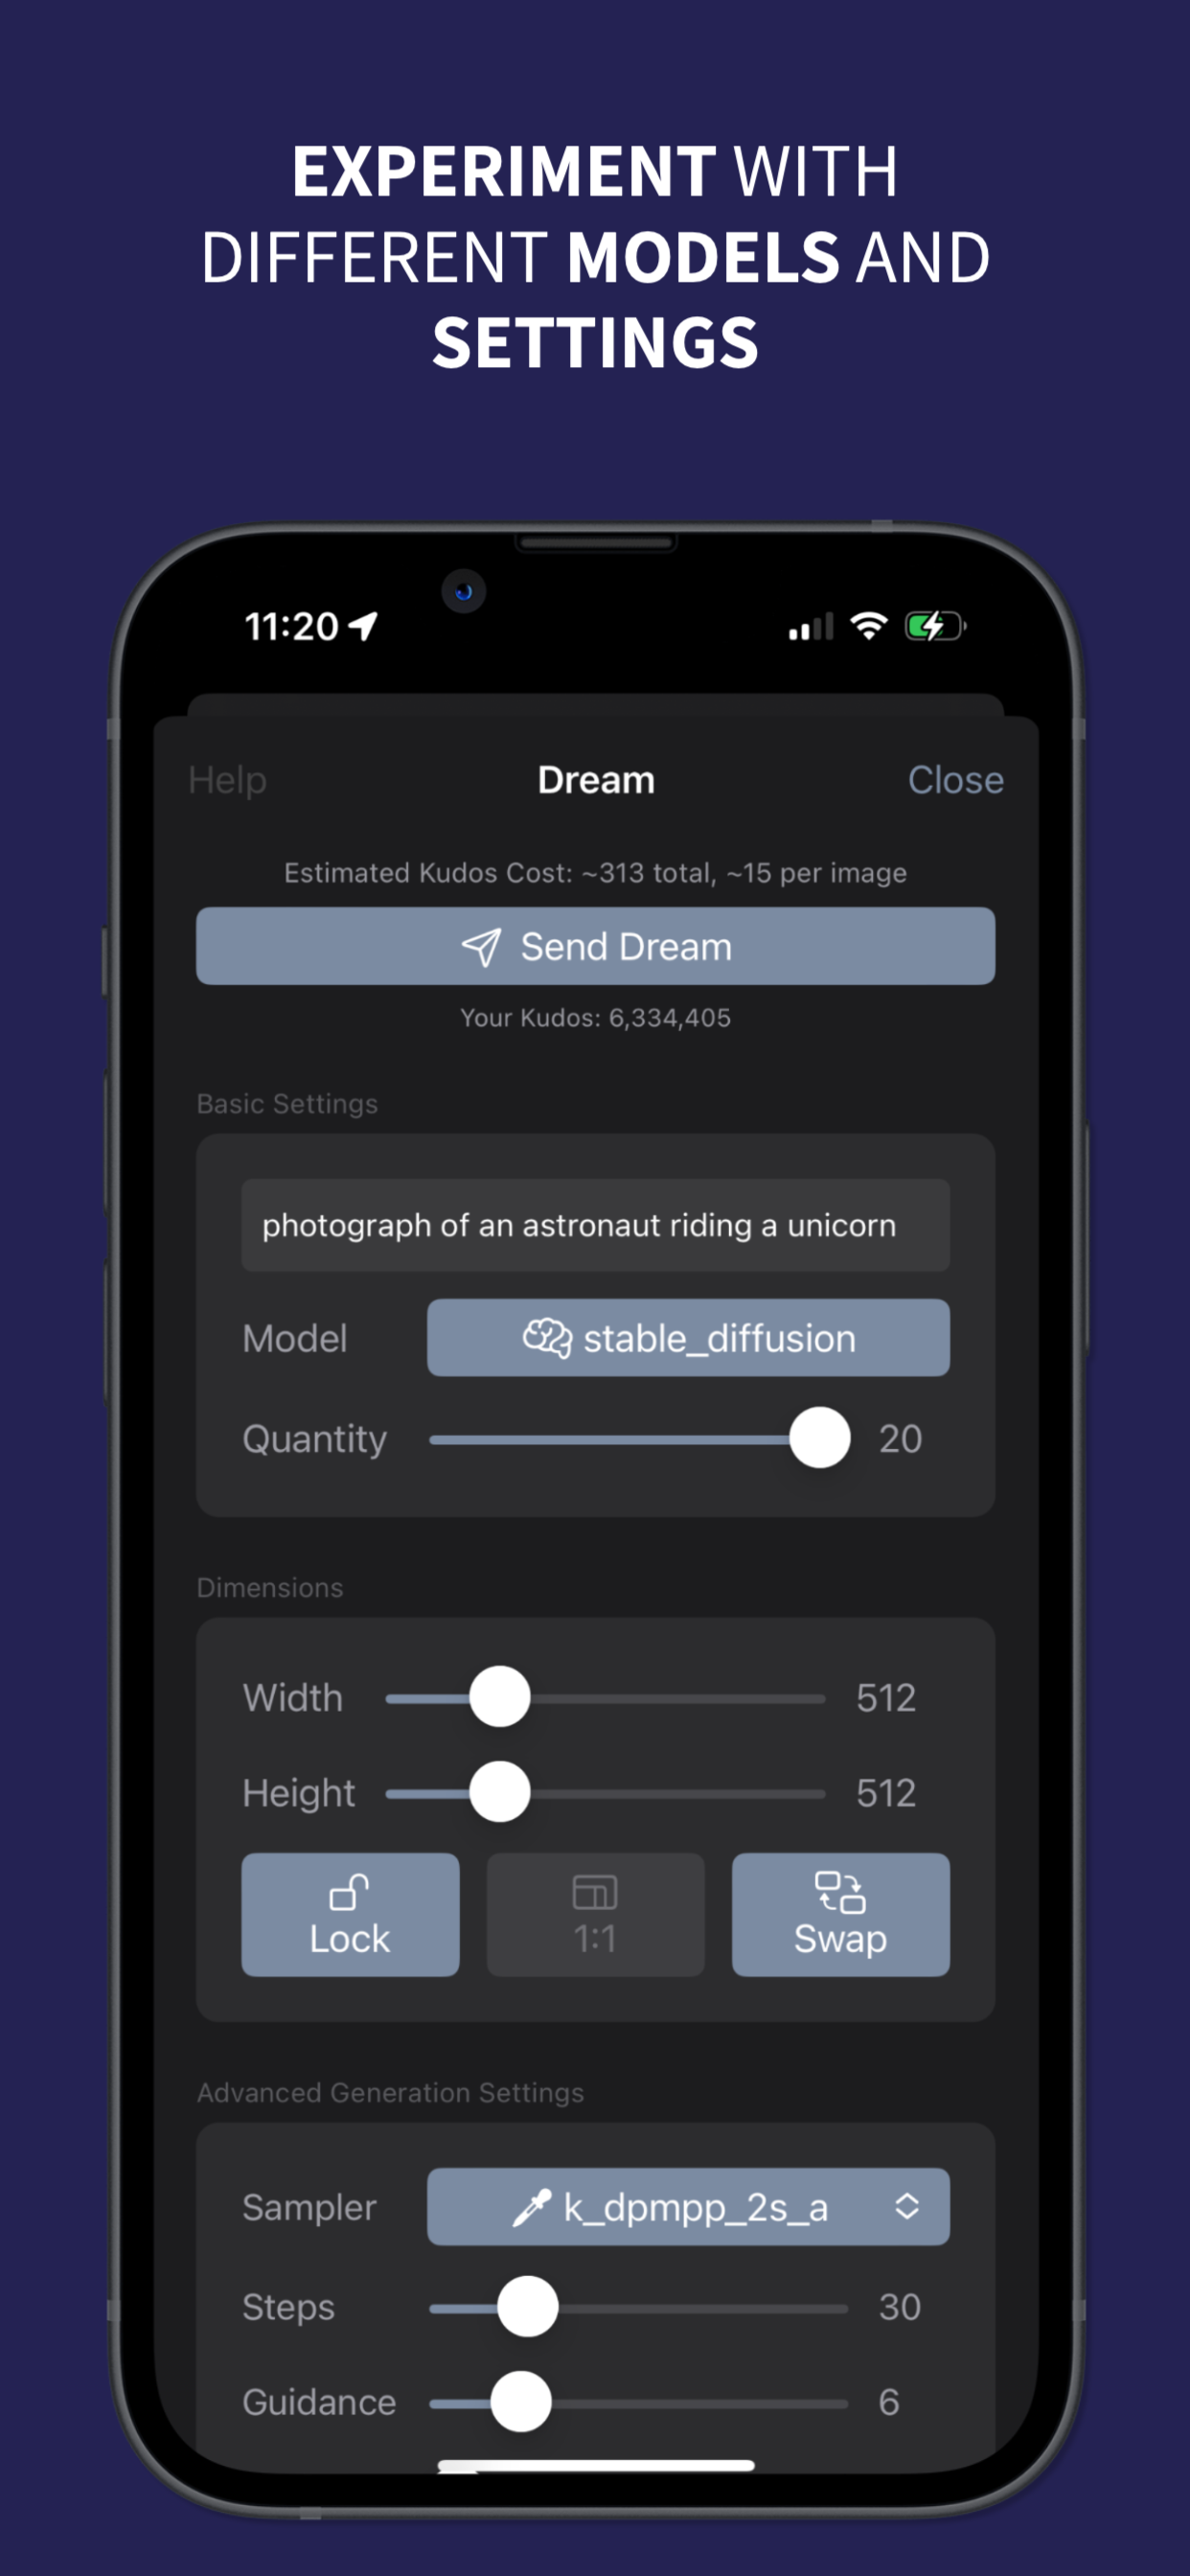 EXPERIMENT WITH
DIFFERENT MODELS AND
SETTINGS
11:20
Help Dream Close
Estimated Kudos Cost: ~313 total, ~15 per image
Send Dream
Your Kudos: 6,334,405
Basic Settings
photograph of an astronaut riding a unicorn
Model stable_diffusion
Quantity 20
Dimensions
Width 512
Height 512
Lock 1:1 Swap
Advanced Generation Settings
Sampler k_dpmpp_2s_a
Steps 30
Guidance 6